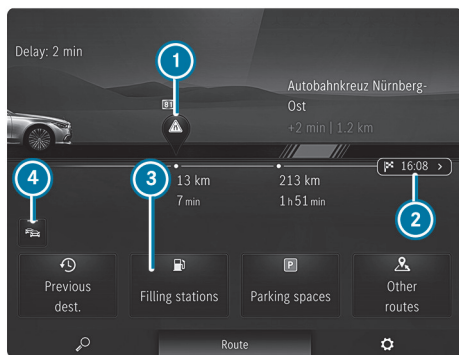 Delay: 2 min
1
Autobahnkreuz Nürnberg-
Ost
+2 min | 1.2 km
4
3
13 km
7 min
213 km
1 h 51 min
16:08 >
2
Previous
dest.
Filling stations
P
Parking spaces
Other
routes
Route